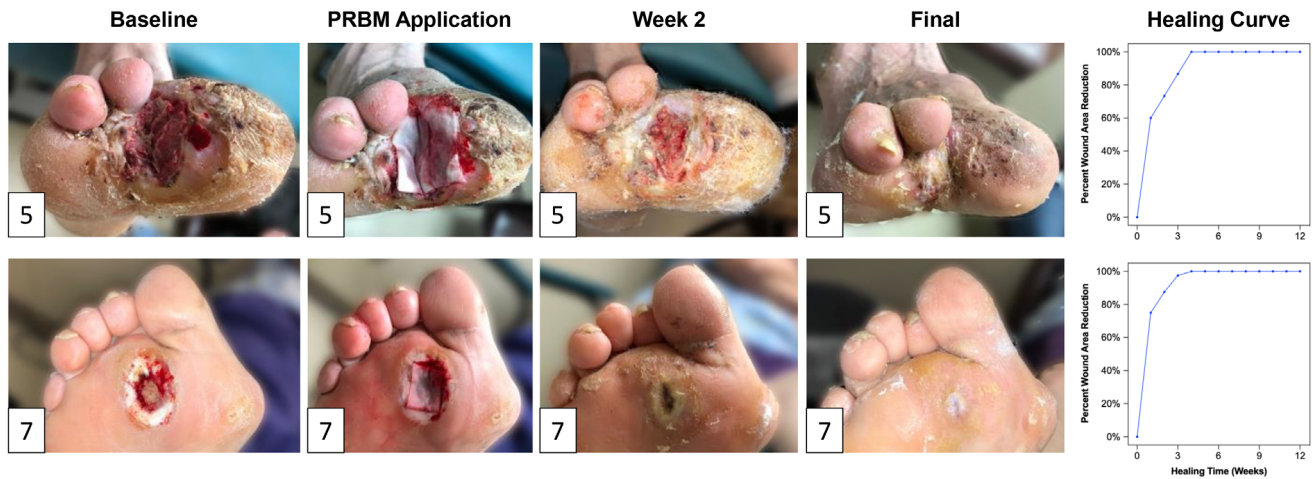 Baseline
PRBM Application
Week 2
Final
Healing Curve
5
5
5
5
Percent Wound Area Reduction
100%
80%
60%
40%
20%
0%
0 3 6 9 12
7
7
7
7
Percent Wound Area Reduction
100%
80%
60%
40%
20%
0%
0 3 6 9 12
Healing Time (Weeks)